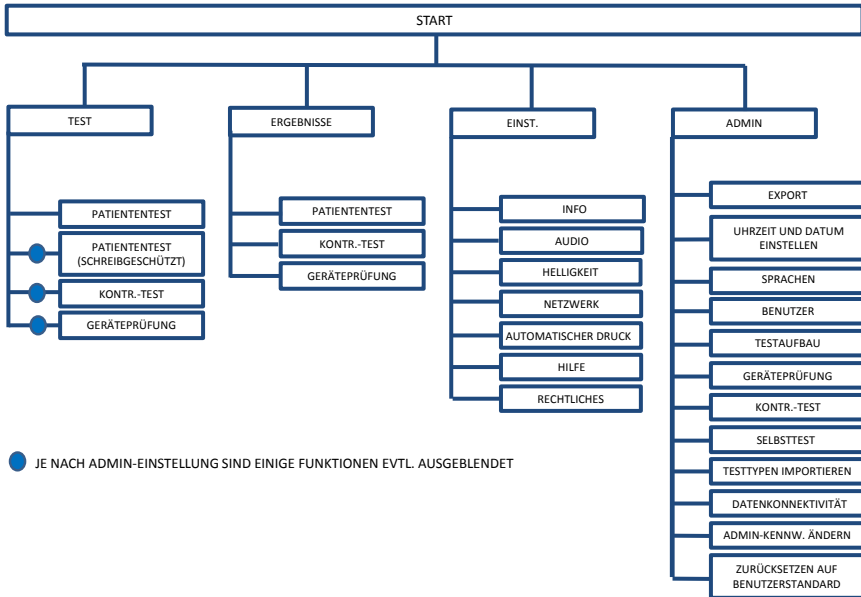 START
TEST
PATIENTENTEST
PATIENTENTEST
(SCHREIBGESCHÜTZT)
KONTR.-TEST
GERÄTEPRÜFUNG
ERGEBNISSE
PATIENTENTEST
KONTR.-TEST
GERÄTEPRÜFUNG
EINST.
INFO
AUDIO
HELLIGKEIT
NETZWERK
AUTOMATISCHER DRUCK
HILFE
RECHTLICHES
ADMIN
EXPORT
UHRZEIT UND DATUM
EINSTELLEN
SPRACHEN
BENUTZER
TESTAUFBAU
GERÄTEPRÜFUNG
KONTR.-TEST
SELBSTTEST
TESTTYPEN IMPORTIEREN
DATENKONNEKTIVITÄT
ADMIN-KENNW. ÄNDERN
ZURÜCKSETZEN AUF
BENUTZERSTANDARD
JE NACH ADMIN-EINSTELLUNG SIND EINIGE FUNKTIONEN EVTL. AUSGEBLENDET